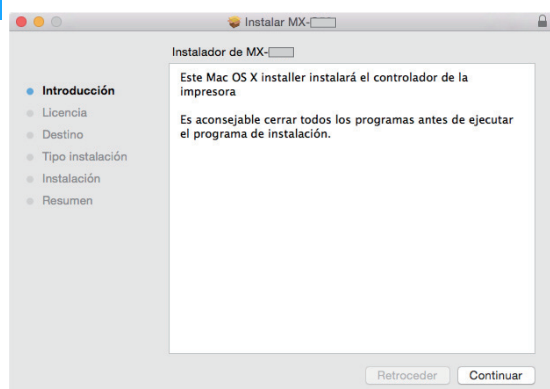 Instalar MX-
Instalador de MX-
Introducción
Licencia
Destino
Tipo instalación
Instalación
Resumen
Este Mac OS X installer instalará el controlador de la
impresora
Es aconsejable cerrar todos los programas antes de ejecutar
el programa de instalación.
Retroceder
Continuar